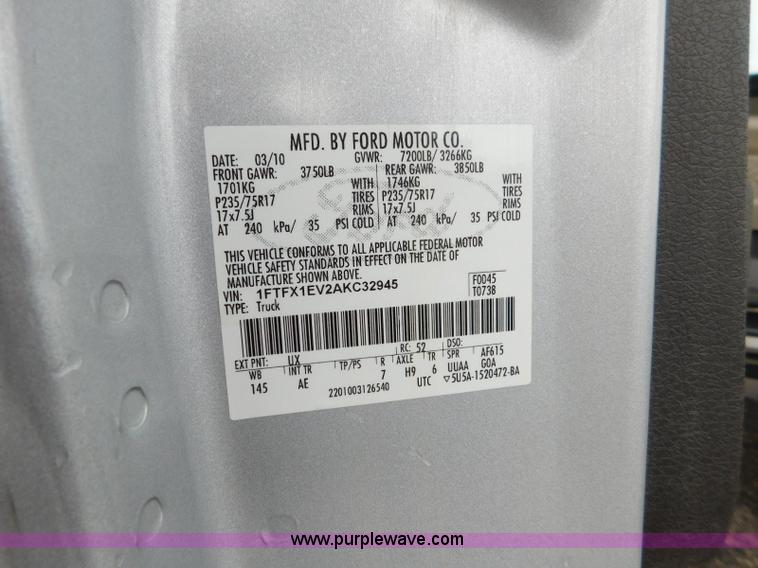 MFD. BY FORD MOTOR CO.
DATE: 03/10 GVWR: 7200LB/ 3266KG
FRONT GAWR: 3750LB REAR GAWR: 3850LB
1701KG WITH 1746KG WITH
P235/75R17 TIRES P235/75R17 TIRES
17x7.5J RIMS 17x7.5J RIMS
AT 240 kPa/ 35 PSI COLD AT 240 kPa/ 35 PSI COLD
Ford
THIS VEHICLE CONFORMS TO ALL APPLICABLE FEDERAL MOTOR
VEHICLE SAFETY STANDARDS IN EFFECT ON THE DATE OF
MANUFACTURE SHOWN ABOVE.
VIN: 1FTFX1EV2AKC32945 F0045
TYPE: Truck T0738
EXT PNT: UX RC: 52 DSO:
WB INT TR TP/PS R AXLE TR SPR AF615
145 AE 7 H9 6 UUAA G0A
2201003126540 UTC ▽5U5A-1520472-BA
www.purplewave.com